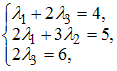 λ₁ + 2λ₃ = 4,
2λ₁ + 3λ₂ = 5,
2λ₃ = 6,